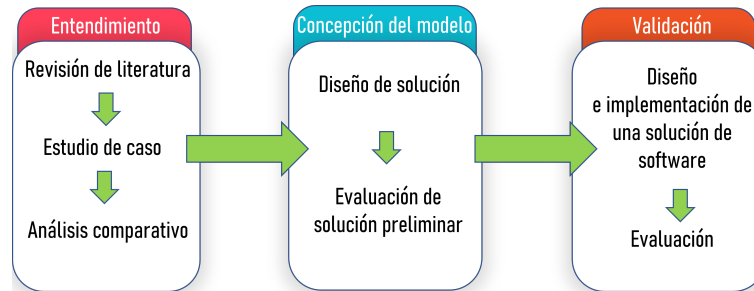 Entendimiento
Revisión de literatura
Estudio de caso
Análisis comparativo
Concepción del modelo
Diseño de solución
Evaluación de
solución preliminar
Validación
Diseño
e implementación de
una solución de
software
Evaluación